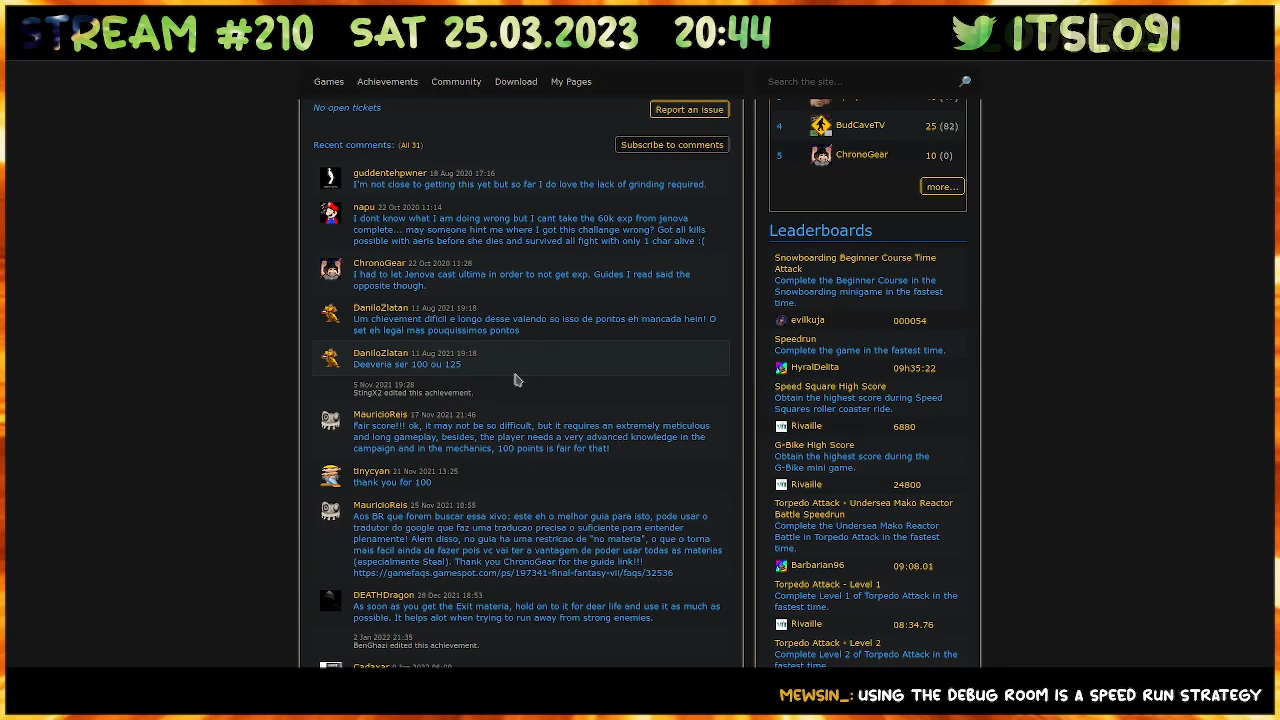 STREAM #210 SAT 25.03.2023 20:44 ITSLO91
Games Achievements Community Download My Pages Search the site...
No open tickets Report an issue
Recent comments: (All 31) Subscribe to comments
guddentehpwner 18 Aug 2020 17:16
I'm not close to getting this yet but so far I do love the lack of grinding required.
napu 22 Oct 2020 11:14
I dont know what I am doing wrong but I cant take the 60k exp from jenova
complete... may someone hint me where I got this challange wrong? Got all kills
possible with aeris before she dies and survived all fight with only 1 char alive :(
ChronoGear 22 Oct 2020 11:28
I had to let Jenova cast ultima in order to not get exp. Guides I read said the
opposite though.
DaniloZlatan 11 Aug 2021 19:18
Um chievement dificil e longo desse valendo so isso de pontos eh mancada hein! O
set eh legal mas pouquissimos pontos
DaniloZlatan 11 Aug 2021 19:18
Deeveria ser 100 ou 125
5 Nov 2021 19:28
StingX2 edited this achievement.
MauricioReis 17 Nov 2021 21:46
Fair score!!! ok, it may not be so difficult, but it requires an extremely meticulous
and long gameplay, besides, the player needs a very advanced knowledge in the
campaign and in the mechanics, 100 points is fair for that!
tinycyan 21 Nov 2021 13:25
thank you for 100
MauricioReis 25 Nov 2021 10:55
Aos BR que forem buscar essa xivo: este eh o melhor guia para isto, pode usar o
tradutor do google que faz uma traducao precisa o suficiente para entender
plenamente! Alem disso, no guia ha uma restricao de "no materia", o que o torna
mais facil ainda de fazer pois vc vai ter a vantagem de poder usar todas as materias
(especialmente Steal). Thank you ChronoGear for the guide link!!!
https://gamefaqs.gamespot.com/ps/197341-final-fantasy-vii/faqs/32536
DEATHDragon 28 Dec 2021 18:53
As soon as you get the Exit materia, hold on to it for dear life and use it as much as
possible. It helps alot when trying to run away from strong enemies.
2 Jan 2022 21:35
BenGhazi edited this achievement.
Cadaxar
4 BudCaveTV 25 (82)
5 ChronoGear 10 (0)
more...
Leaderboards
Snowboarding Beginner Course Time
Attack
Complete the Beginner Course in the
Snowboarding minigame in the fastest
time.
evilkuja 000054
Speedrun
Complete the game in the fastest time.
HyralDelita 09h35:22
Speed Square High Score
Obtain the highest score during Speed
Squares roller coaster ride.
Rivaille 6880
G-Bike High Score
Obtain the highest score during the
G-Bike mini game.
Rivaille 24800
Torpedo Attack - Undersea Mako Reactor
Battle Speedrun
Complete the Undersea Mako Reactor
Battle in Torpedo Attack in the fastest
time.
Barbarian96 09:08.01
Torpedo Attack - Level 1
Complete Level 1 of Torpedo Attack in the
fastest time.
Rivaille 08:34.76
Torpedo Attack - Level 2
Complete Level 2 of Torpedo Attack in the
fastest time.
MEWSIN_: USING THE DEBUG ROOM IS A SPEED RUN STRATEGY